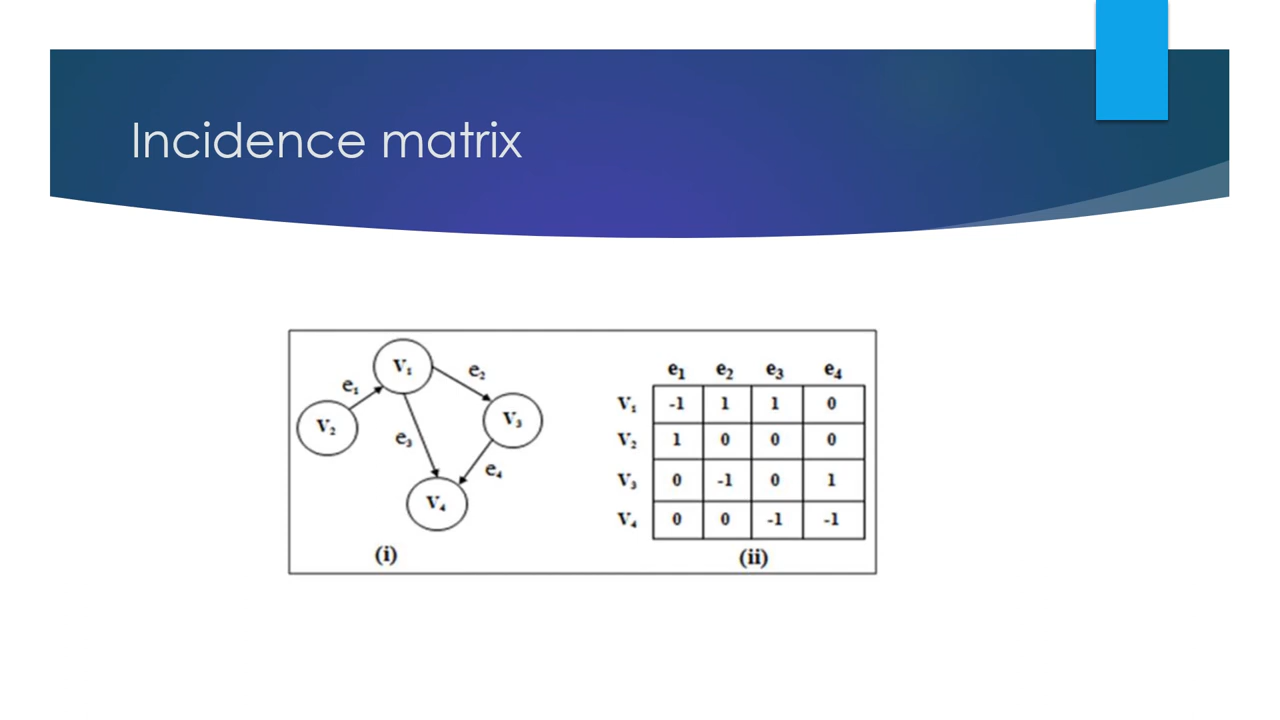 Incidence matrix
V₁
e₁
e₂
V₂
V₃
e₃
e₄
V₄
(i)
e₁ e₂ e₃ e₄
V₁ -1 1 1 0
V₂ 1 0 0 0
V₃ 0 -1 0 1
V₄ 0 0 -1 -1
(ii)